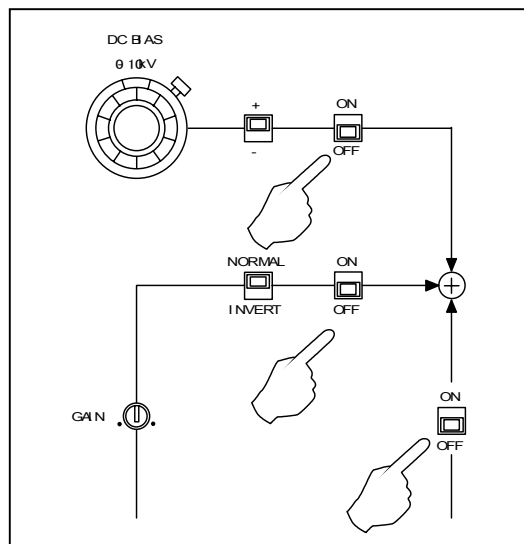 DC BIAS
0 10kV
+
ON
-
OFF
NORMAL
ON
INVERT
OFF
ON
GAIN
OFF